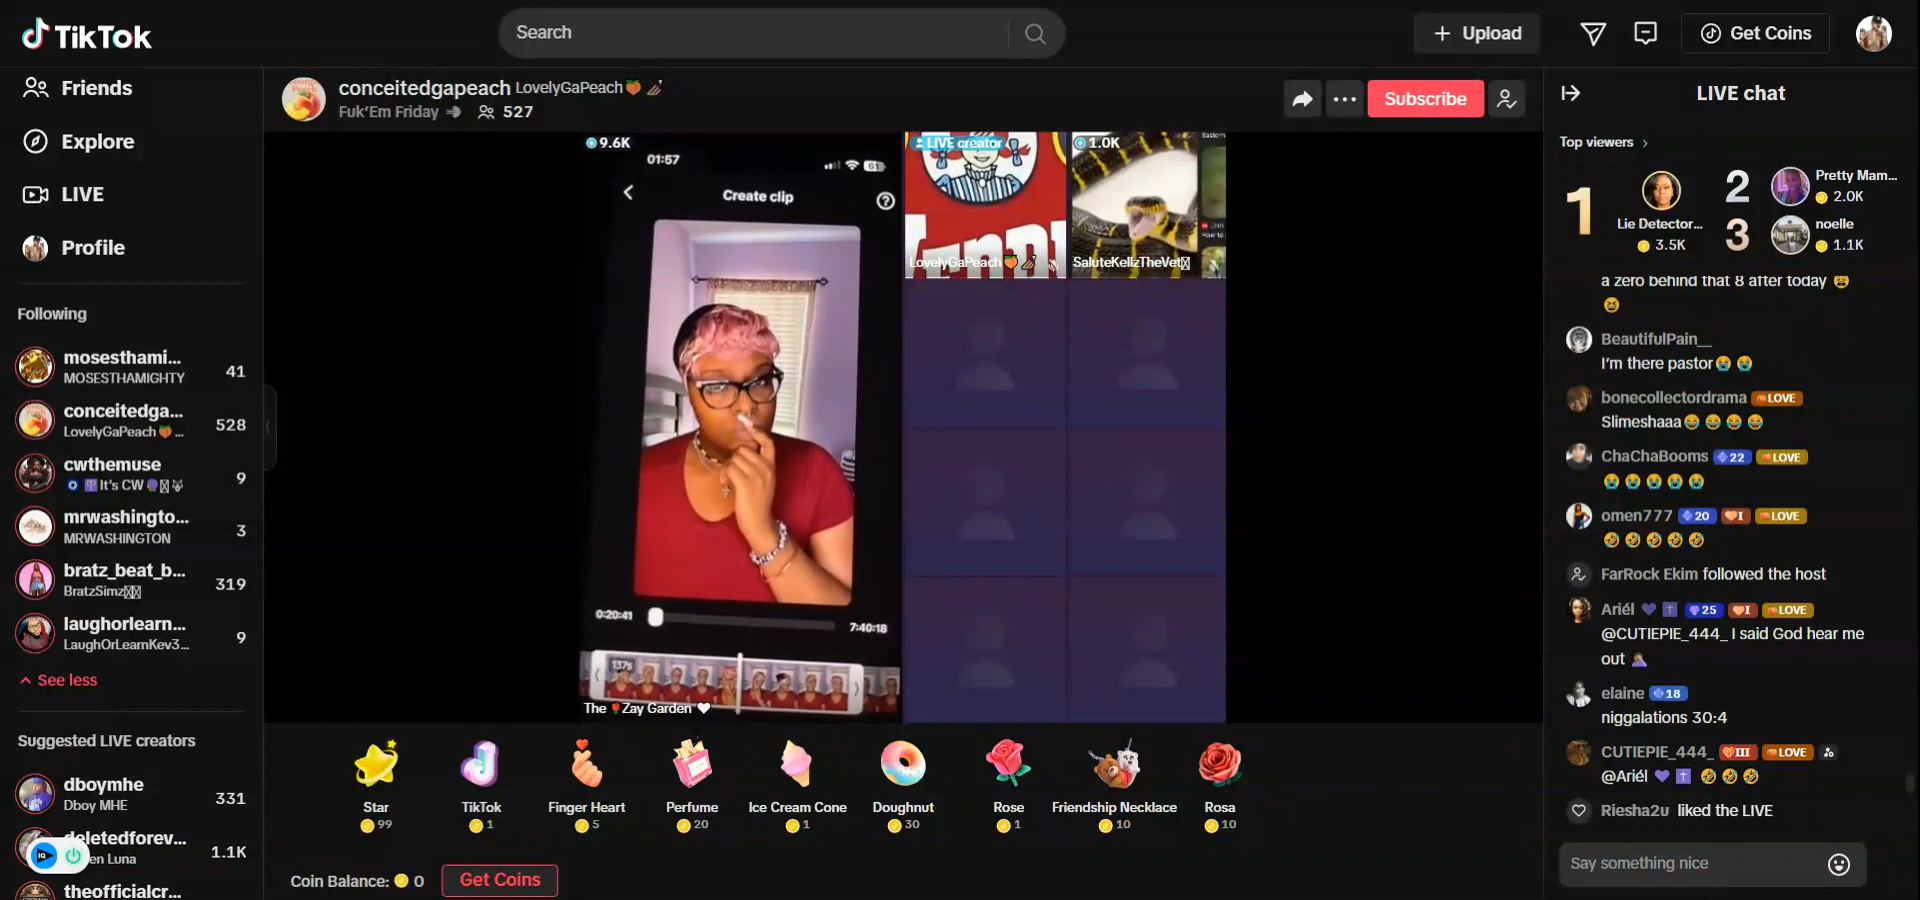 TikTok
Search
Upload
Get Coins
Friends
Explore
LIVE
Profile
Following
mosesthami...
MOSESTHAMIGHTY
41
conceitedga...
LovelyGaPeach🍑...
528
cwthemuse
It's CW
9
mrwashingto...
MRWASHINGTON
3
bratz_beat_b...
BratzSimz
319
laughorlearn...
LaughOrLearnKev3...
9
See less
Suggested LIVE creators
dboymhe
Dboy MHE
331
deletedforev...
en Luna
1.1K
theofficialcr...
conceitedgapeach LovelyGaPeach🍑💅🏾
Fuk'Em Friday 527
Subscribe
9.6K
01:57
61
Create clip
0:20:41
7:40:18
137s
The 🌹Zay Garden 🤍
LIVE creator
LovelyGaPeach🍑💅🏾
1.0K
SaluteKellzTheVet
Star
99
TikTok
1
Finger Heart
5
Perfume
20
Ice Cream Cone
1
Doughnut
30
Rose
1
Friendship Necklace
10
Rosa
10
Coin Balance: 0
Get Coins
LIVE chat
Top viewers
1
Lie Detector...
3.5K
2
Pretty Mam...
2.0K
3
noelle
1.1K
a zero behind that 8 after today 😩
😆
BeautifulPain__
I'm there pastor😭😭
bonecollectordrama LOVE
Slimeshaaa😂😂😂😂
ChaChaBooms 22 LOVE
😭😭😭😭😭
omen777 20 I LOVE
🤣🤣🤣🤣🤣
FarRock Ekim followed the host
Ariél 💜✝️ 25 I LOVE
@CUTIEPIE_444_ I said God hear me
out 🤦🏾‍♀️
elaine 18
niggalations 30:4
CUTIEPIE_444_ III LOVE
@Ariél 💜✝️ 🤣🤣🤣
Riesha2u liked the LIVE
Say something nice